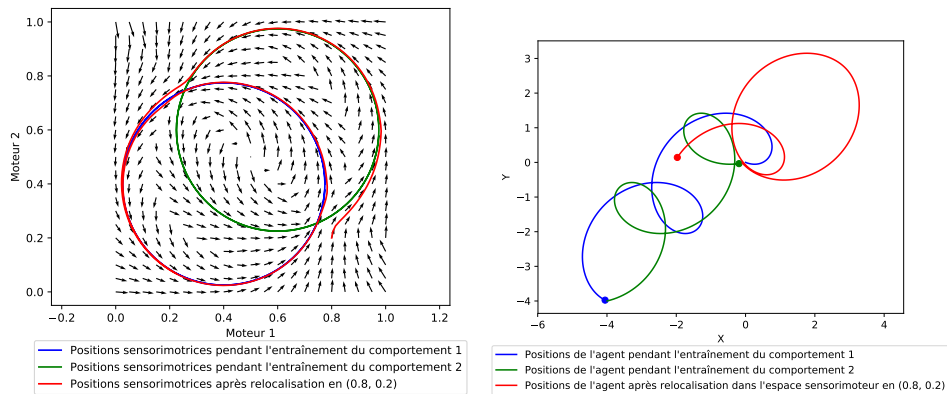 1.0
0.8
0.6
0.4
0.2
0.0
Moteur 2
−0.2 0.0 0.2 0.4 0.6 0.8 1.0 1.2
Moteur 1
Positions sensorimotrices pendant l'entraînement du comportement 1
Positions sensorimotrices pendant l'entraînement du comportement 2
Positions sensorimotrices après relocalisation en (0.8, 0.2)
3
2
1
0
−1
−2
−3
−4
Y
−6 −4 −2 0 2 4
X
Positions de l'agent pendant l'entraînement du comportement 1
Positions de l'agent pendant l'entraînement du comportement 2
Positions de l'agent après relocalisation dans l'espace sensorimoteur en (0.8, 0.2)